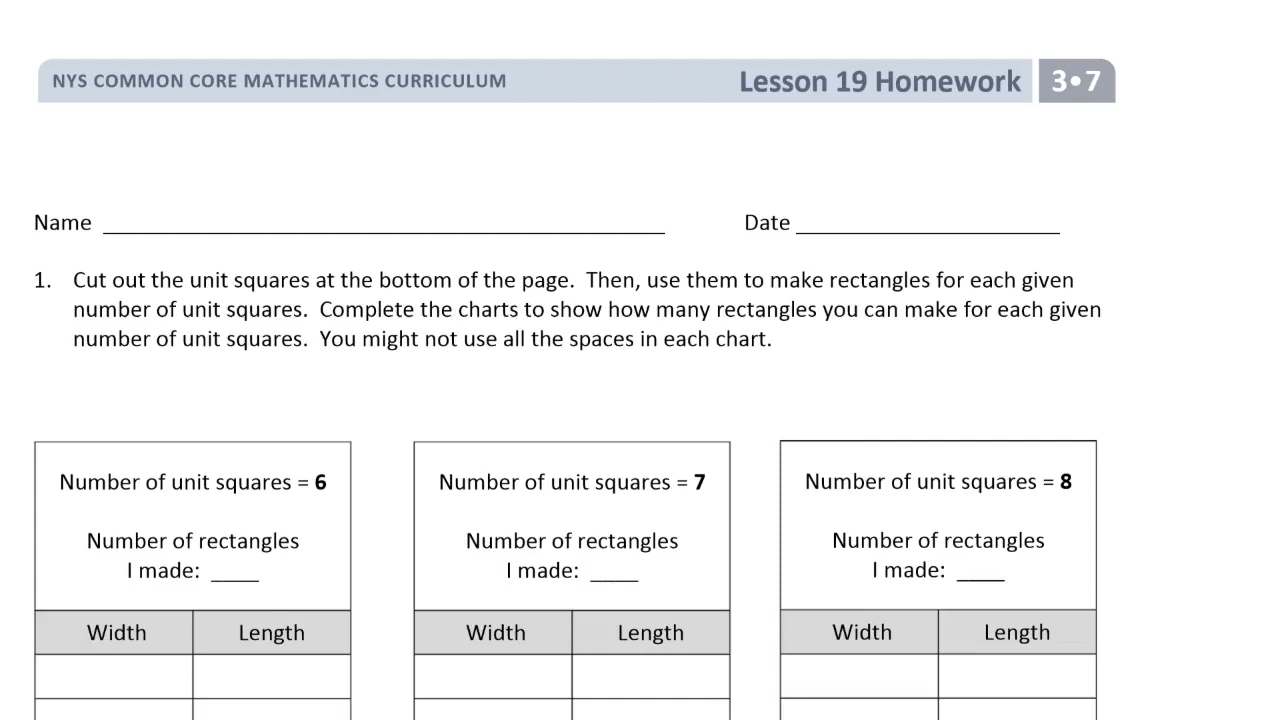 NYS COMMON CORE MATHEMATICS CURRICULUM Lesson 19 Homework 3•7
Name Date
1. Cut out the unit squares at the bottom of the page. Then, use them to make rectangles for each given
number of unit squares. Complete the charts to show how many rectangles you can make for each given
number of unit squares. You might not use all the spaces in each chart.
Number of unit squares = 6
Number of rectangles
I made: ____
Width Length
Number of unit squares = 7
Number of rectangles
I made: ____
Width Length
Number of unit squares = 8
Number of rectangles
I made: ____
Width Length